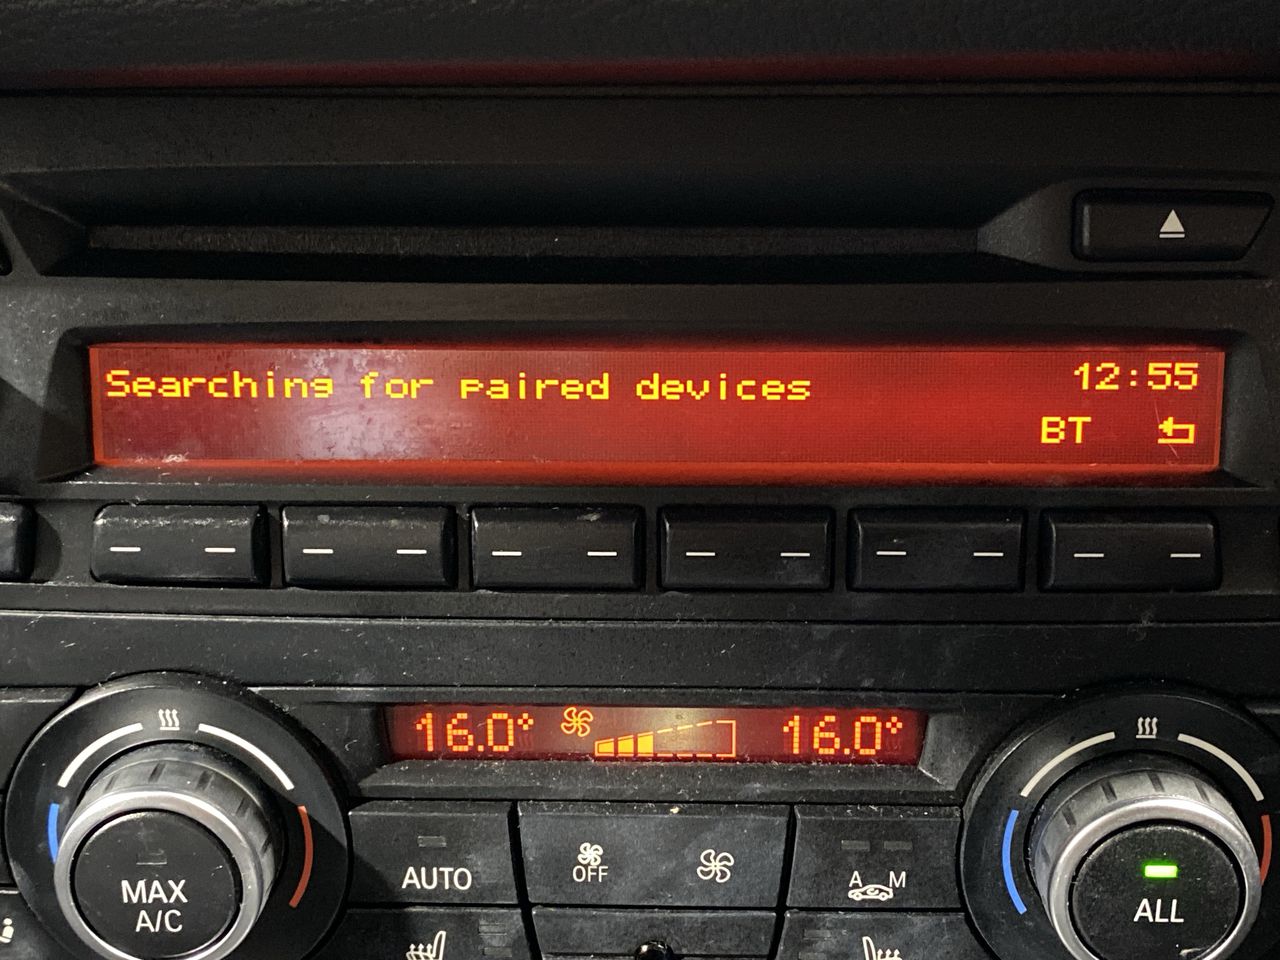 Searching for paired devices
12:55
BT
16.0°
16.0°
MAX
A/C
AUTO
OFF
A M
ALL